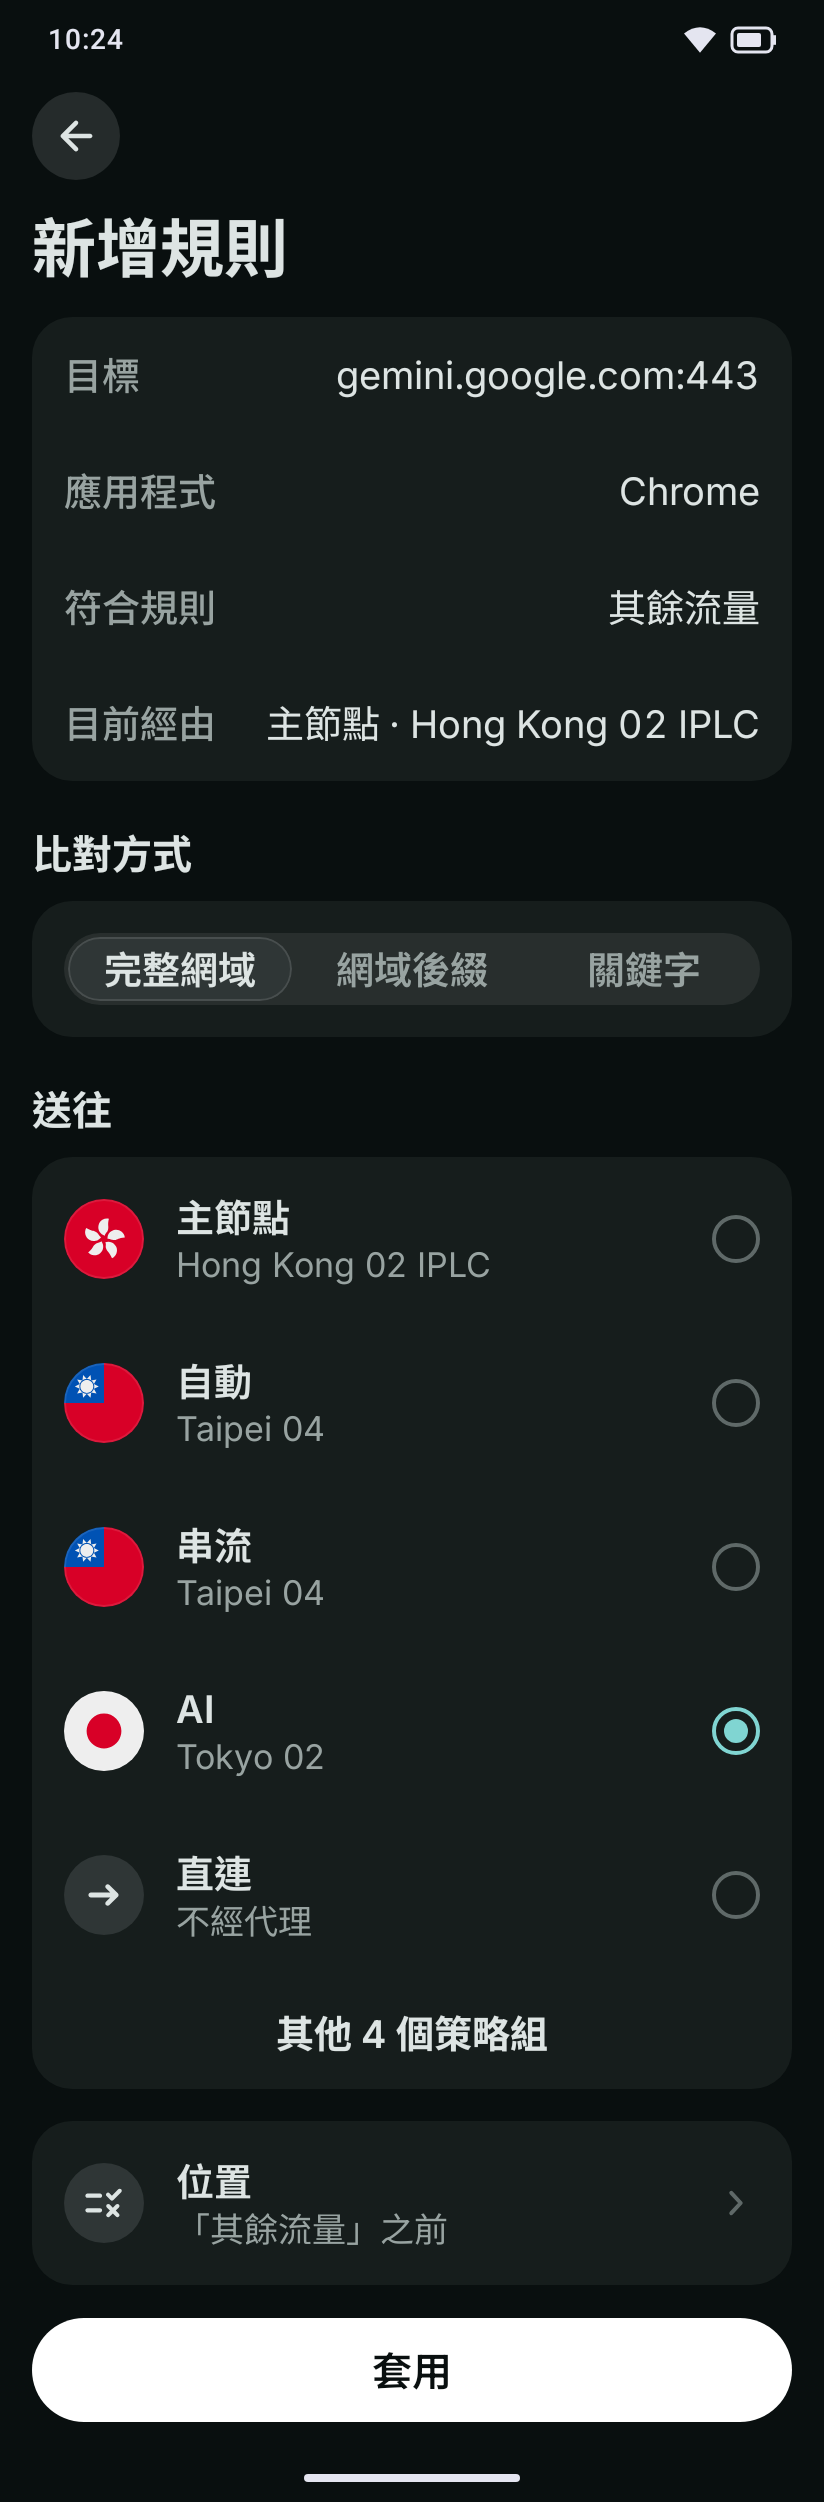 10:24
新增規則
目標
gemini.google.com:443
應用程式
Chrome
符合規則
其餘流量
目前經由
主節點 · Hong Kong 02 IPLC
比對方式
完整網域
網域後綴
關鍵字
送往
主節點
Hong Kong 02 IPLC
自動
Taipei 04
串流
Taipei 04
AI
Tokyo 02
直連
不經代理
其他 4 個策略組
位置
「其餘流量」之前
套用